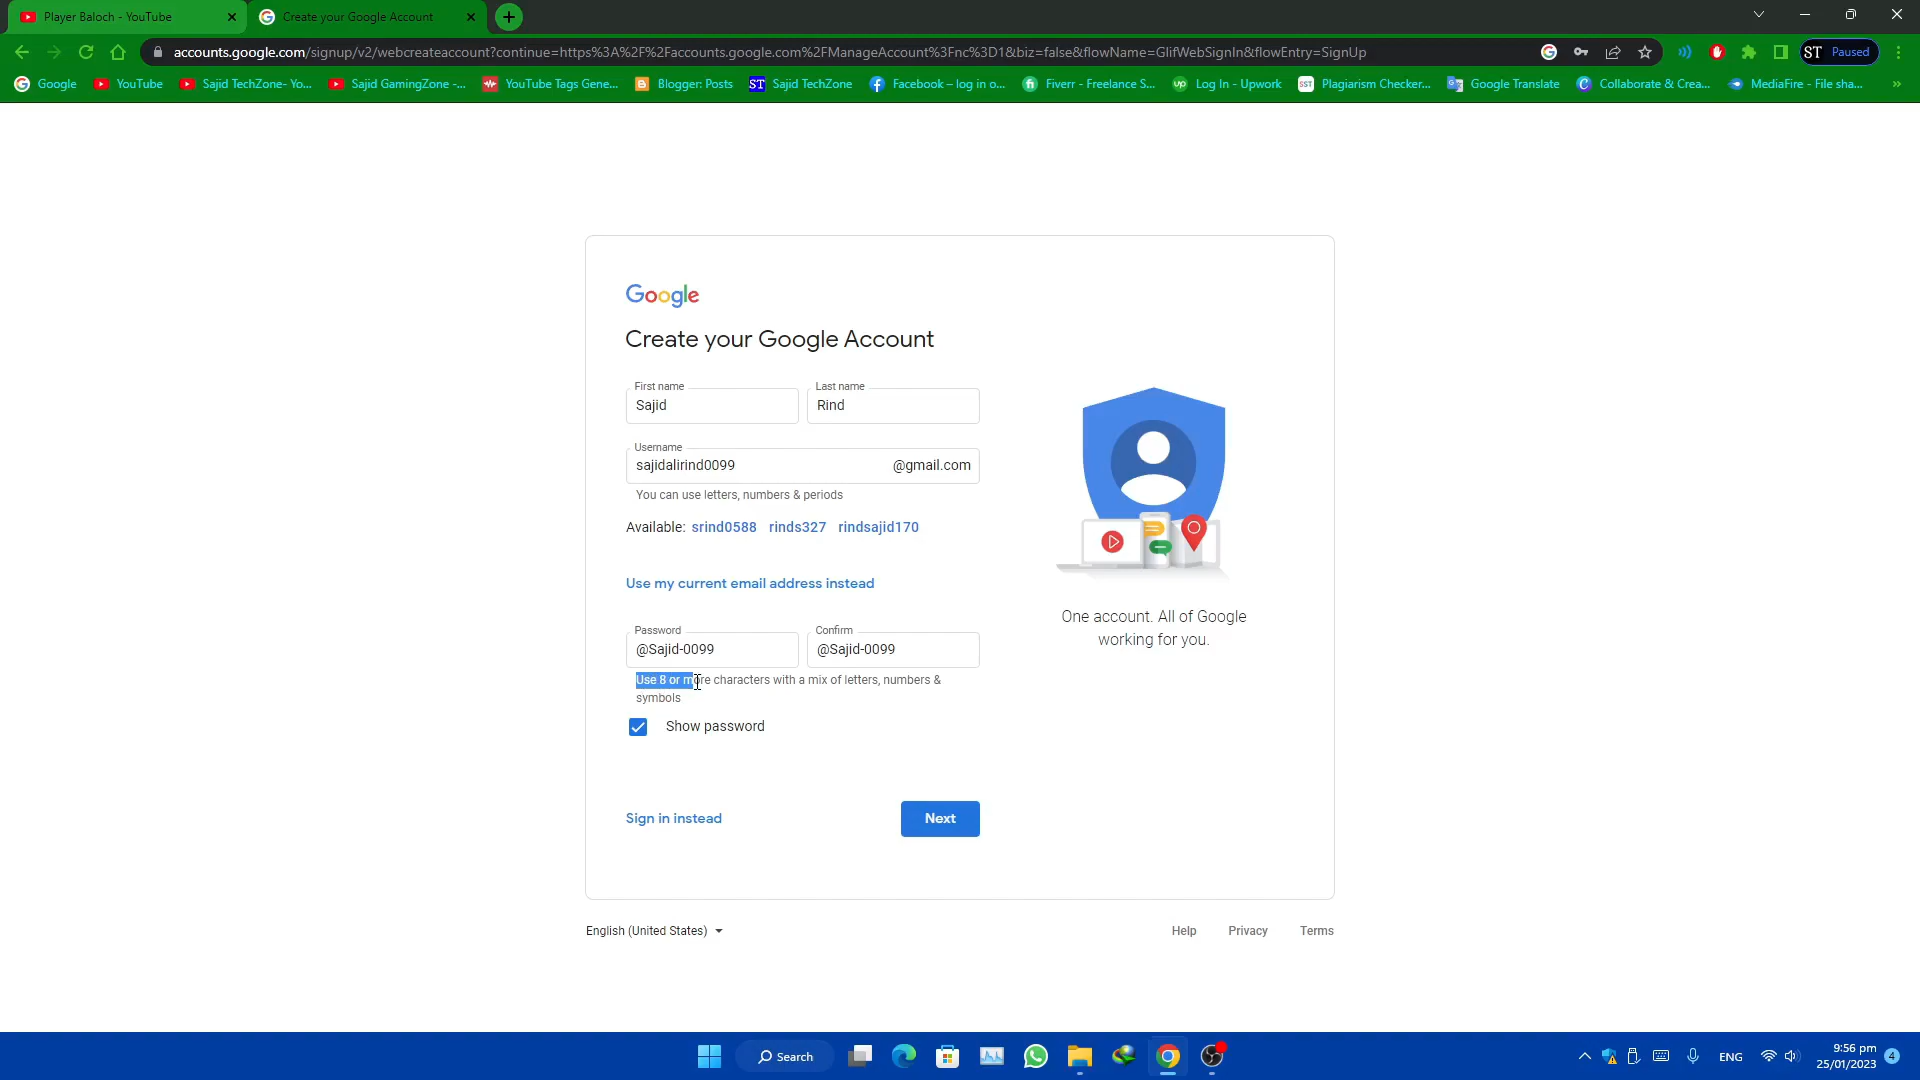 Player Baloch - YouTube
Create your Google Account
accounts.google.com/signup/v2/webcreateaccount?continue=https%3A%2F%2Faccounts.google.com%2FManageAccount%3Fnc%3D1&biz=false&flowName=GlifWebSignIn&flowEntry=SignUp
ST Paused
Google YouTube Sajid TechZone- Yo... Sajid GamingZone -... YouTube Tags Gene... Blogger: Posts ST Sajid TechZone Facebook – log in o... Fiverr - Freelance S... Log In - Upwork SST Plagiarism Checker... Google Translate Collaborate & Crea... MediaFire - File sha... »
Google
Create your Google Account
First name Last name
Sajid Rind
Username
sajidalirind0099 @gmail.com
You can use letters, numbers & periods
Available: srind0588 rinds327 rindsajid170
Use my current email address instead
Password Confirm
@Sajid-0099 @Sajid-0099
Use 8 or more characters with a mix of letters, numbers &
symbols
Show password
Sign in instead Next
One account. All of Google
working for you.
English (United States) Help Privacy Terms
Search
ENG
9:56 pm
25/01/2023
4